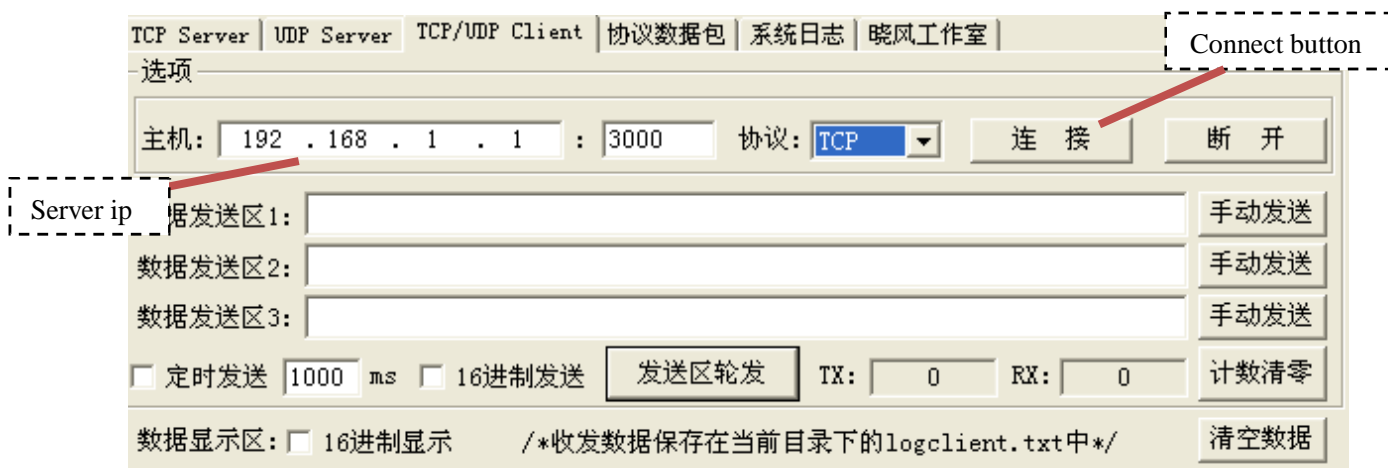 TCP Server UDP Server TCP/UDP Client 协议数据包 系统日志 晓风工作室
Connect button
选项
主机: 192 . 168 . 1 . 1 : 3000 协议: TCP 连 接 断 开
Server ip
据发送区1: 手动发送
数据发送区2: 手动发送
数据发送区3: 手动发送
定时发送 1000 ms 16进制发送 发送区轮发 TX: 0 RX: 0 计数清零
数据显示区: 16进制显示 /*收发数据保存在当前目录下的logclient.txt中*/ 清空数据